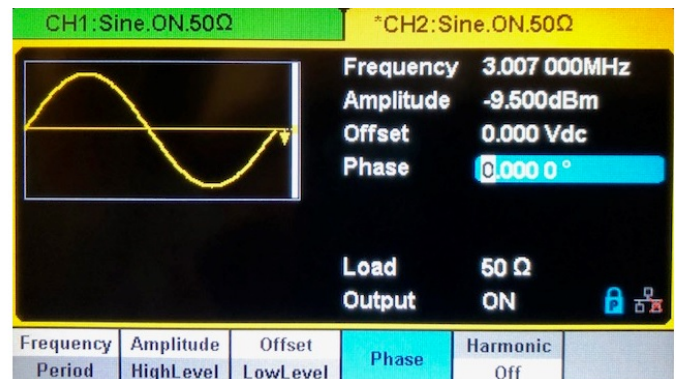 CH1:Sine.ON.50Ω
*CH2:Sine.ON.50Ω
Frequency 3.007 000MHz
Amplitude -9.500dBm
Offset 0.000 Vdc
Phase 0.000 0 °
Load 50 Ω
Output ON P
Frequency Amplitude Offset Phase Harmonic
Period HighLevel LowLevel Off